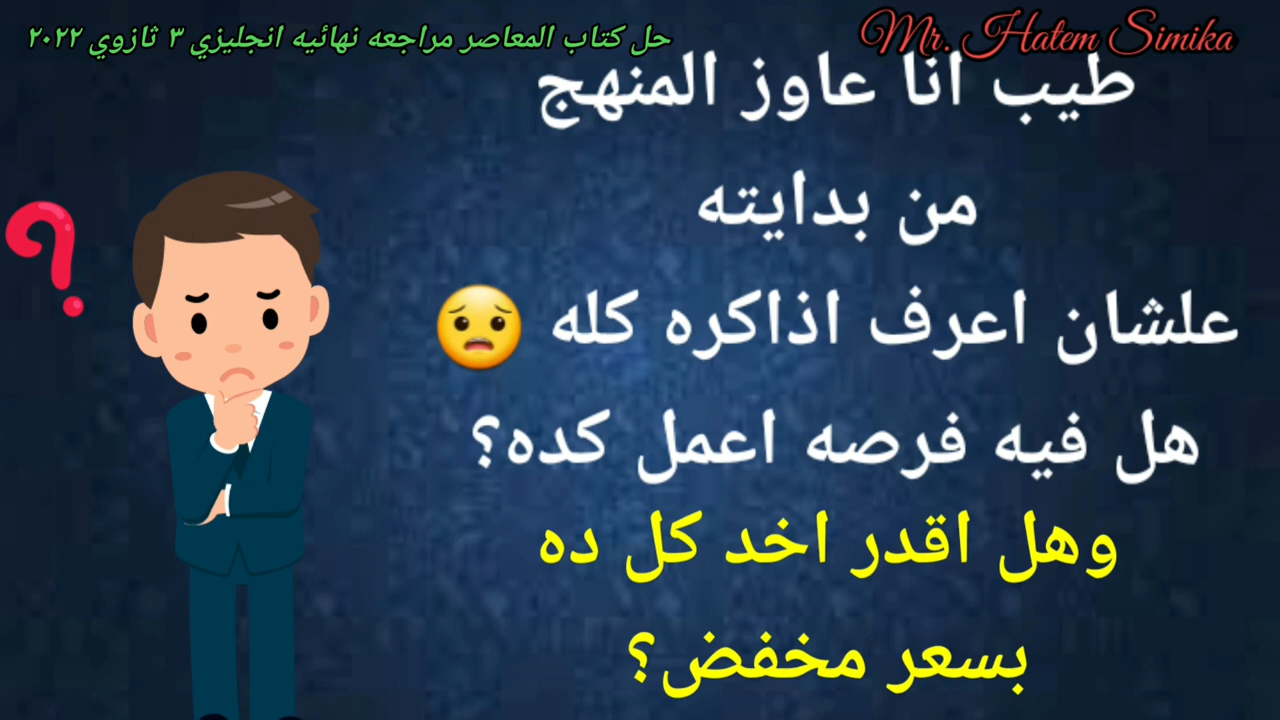 حل كتاب المعاصر مراجعه نهائيه انجليزي ٣ ثازوي ٢٠٢٢
Mr. Hatem Simika
طيب انا عاوز المنهج
من بدايته
علشان اعرف اذاكره كله 😟
هل فيه فرصه اعمل كده؟
وهل اقدر اخد كل ده
بسعر مخفض؟